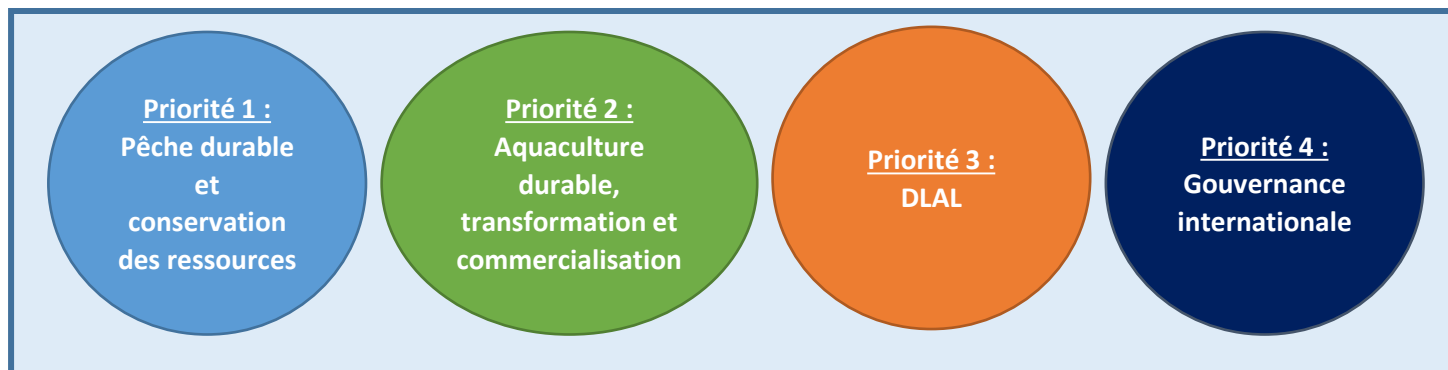 Priorité 1 :
Pêche durable
et
conservation
des ressources
Priorité 2 :
Aquaculture
durable,
transformation et
commercialisation
Priorité 3 :
DLAL
Priorité 4 :
Gouvernance
internationale